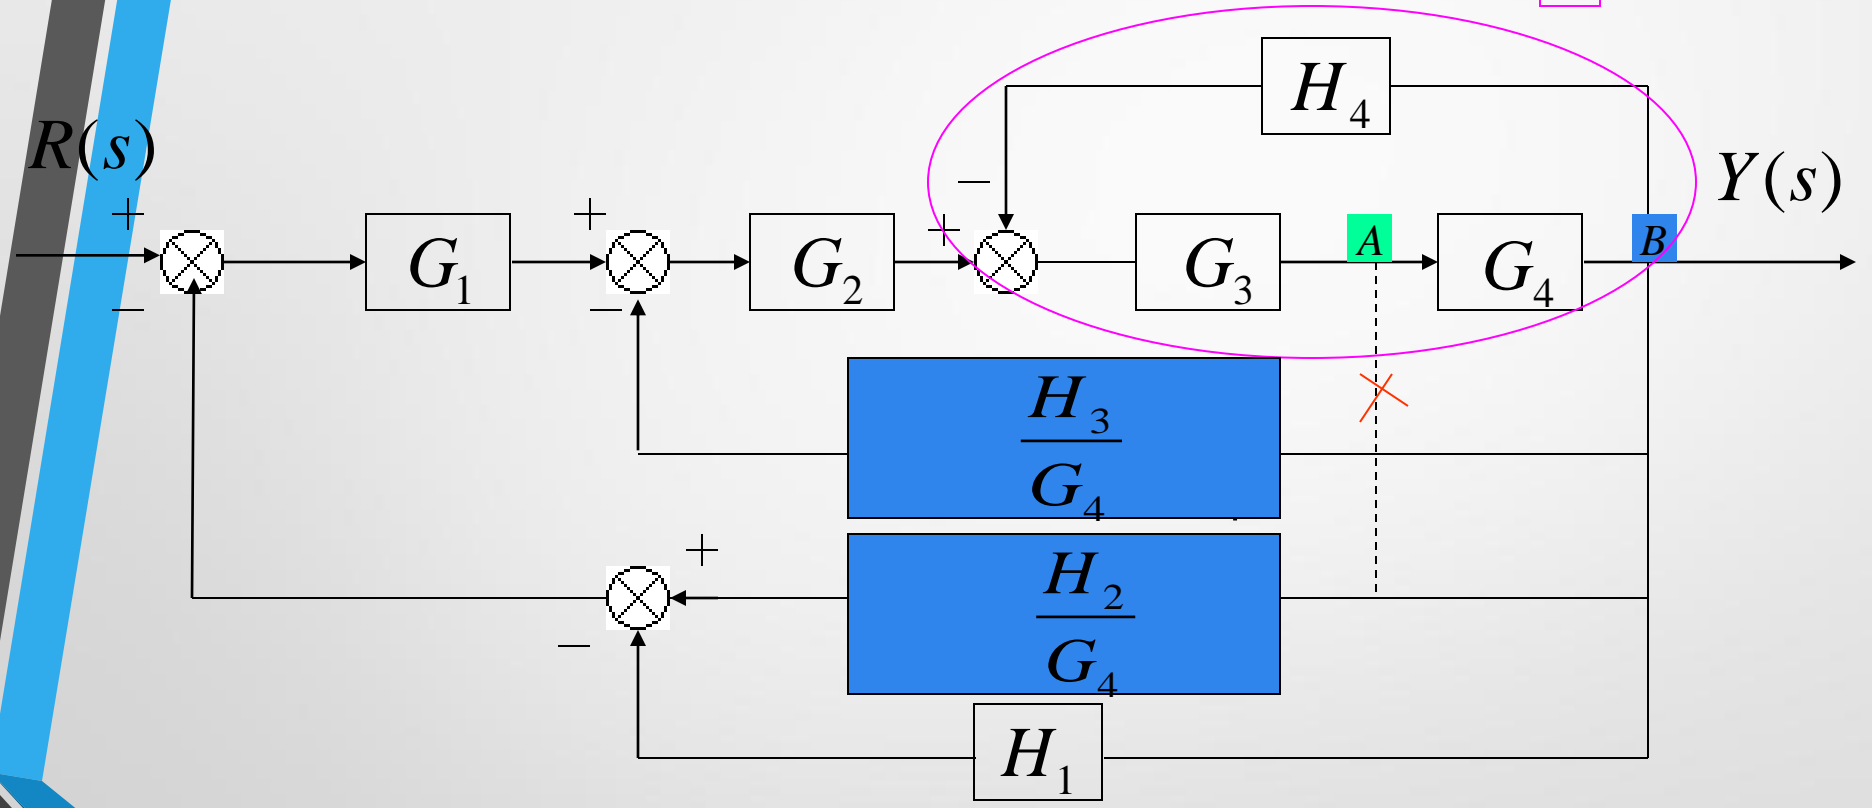 H₄
R(s)
Y(s)
−
+
+
+
G₁
G₂
G₃
A
G₄
B
−
−
H₃
G₄
+
H₂
G₄
−
H₁